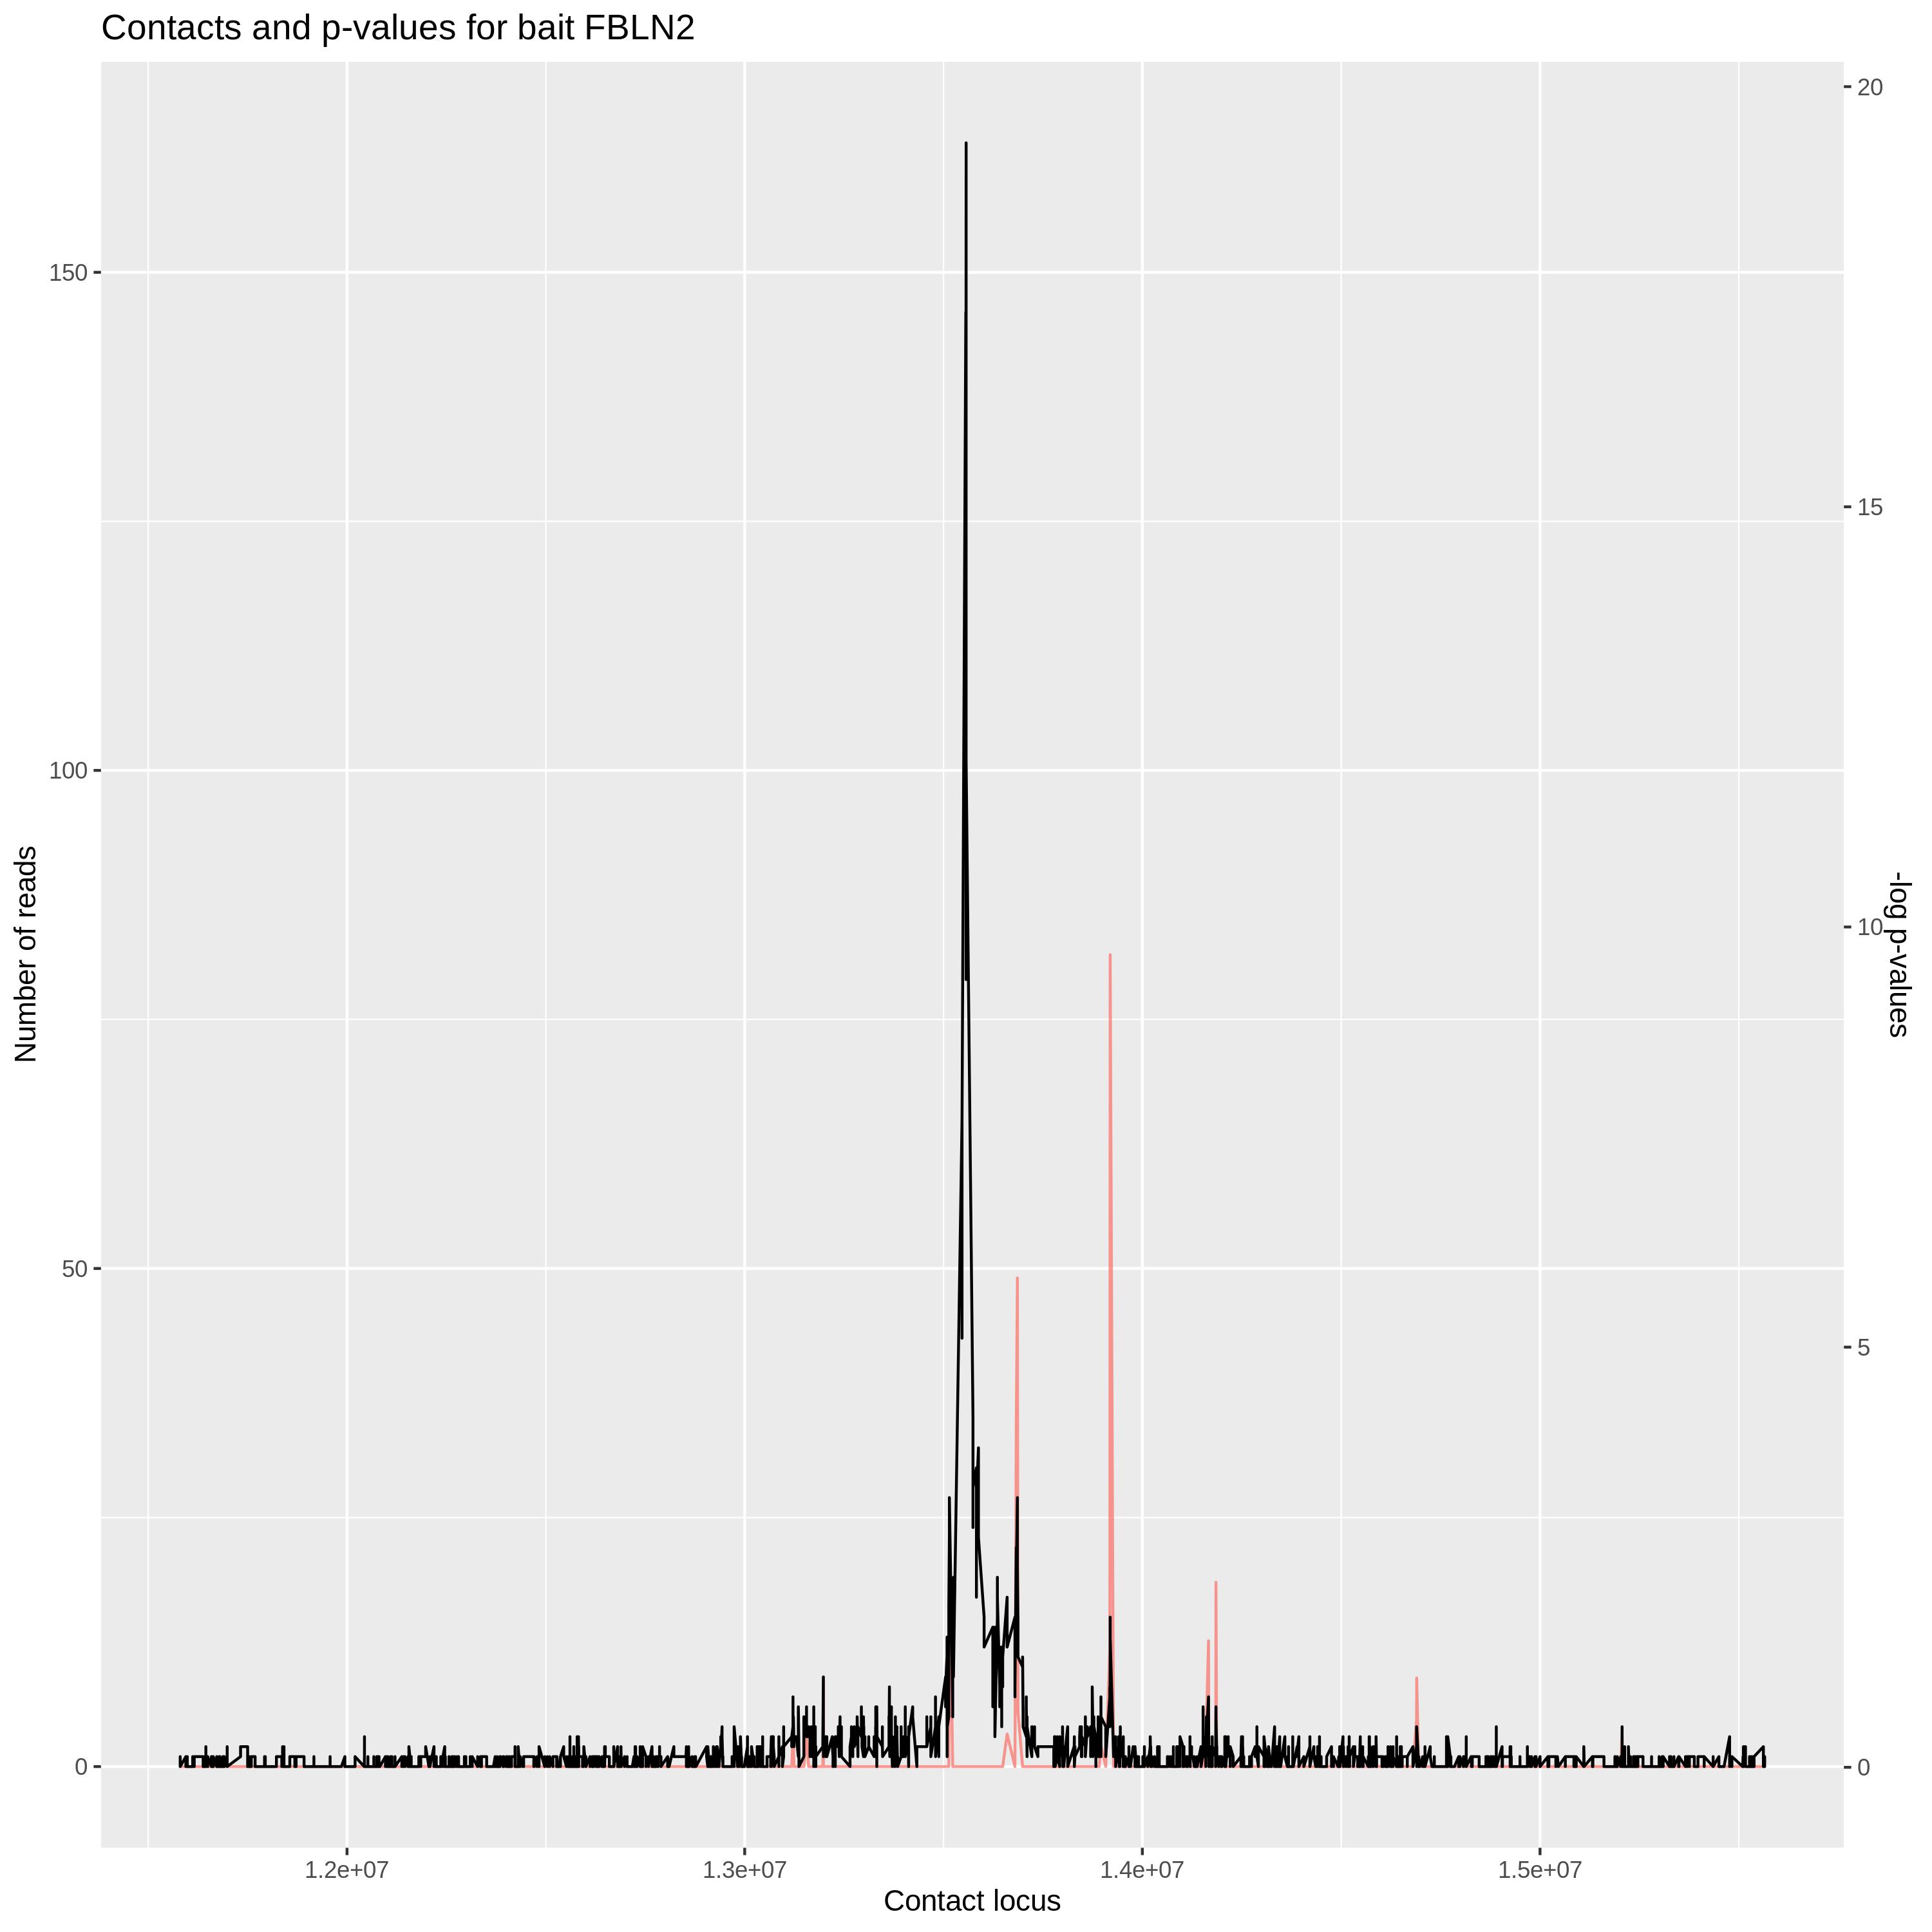 Contacts and p-values for bait FBLN2
Number of reads
150
100
50
0
20
15
10
5
0
-log p-values
1.2e+07
1.3e+07
1.4e+07
1.5e+07
Contact locus